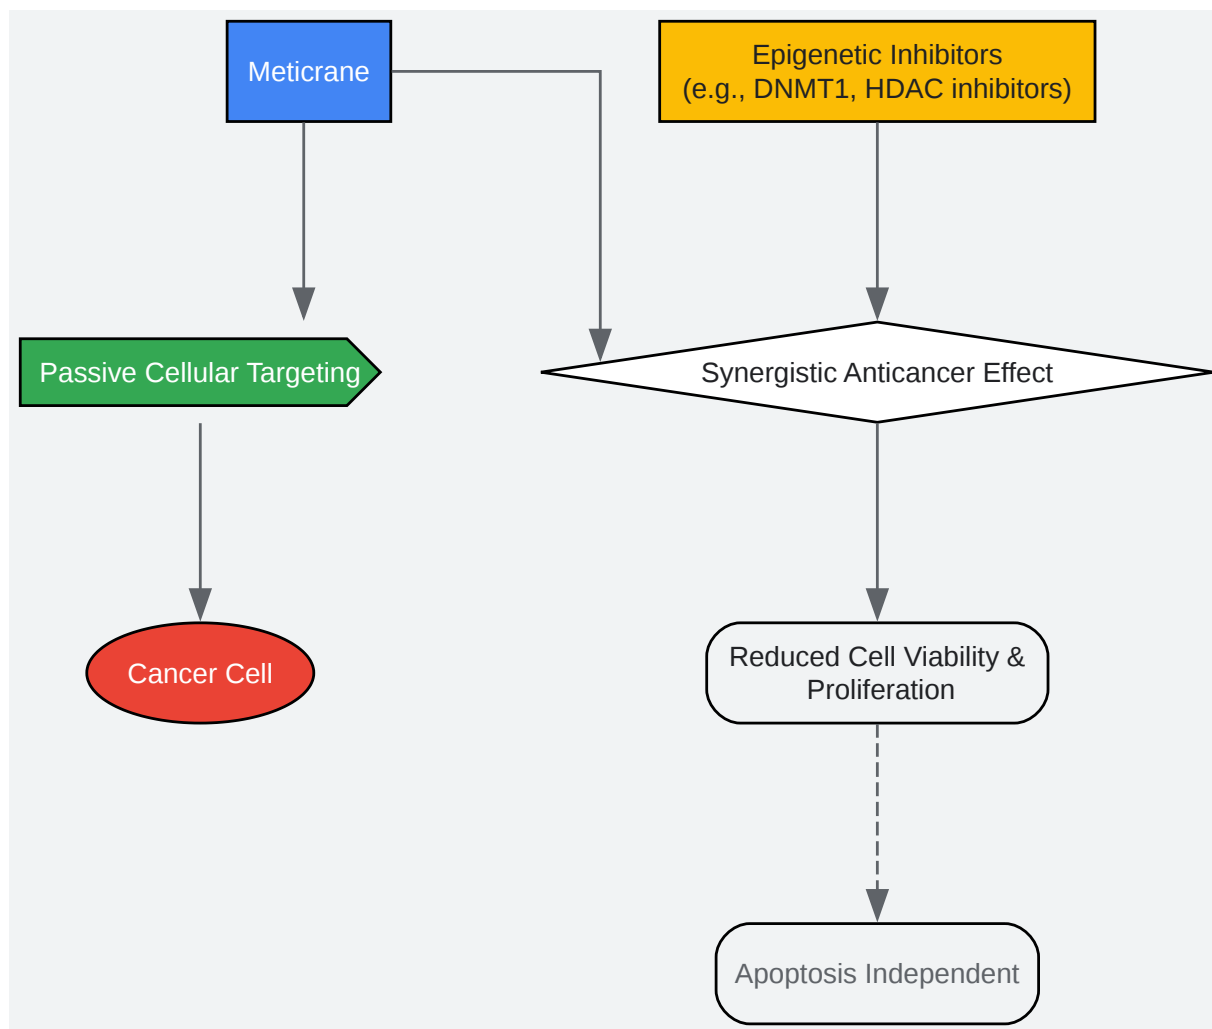 Meticrane
Epigenetic Inhibitors
(e.g., DNMT1, HDAC inhibitors)
Passive Cellular Targeting
Synergistic Anticancer Effect
Cancer Cell
Reduced Cell Viability &
Proliferation
Apoptosis Independent